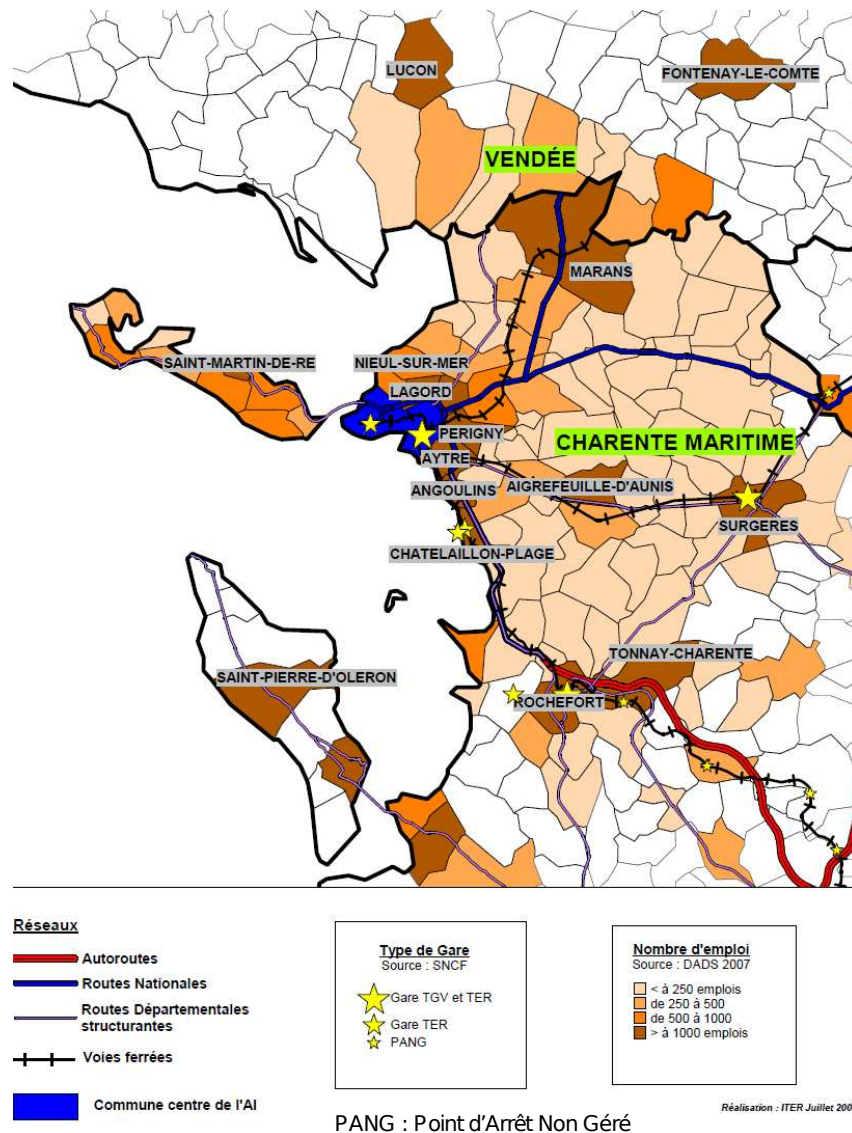 LUCON
FONTENAY-LE-COMTE
VENDÉE
MARANS
SAINT-MARTIN-DE-RE
NIEUL-SUR-MER
LAGORD
PERIGNY
CHARENTE MARITIME
AYTRE
ANGOULINS
AIGREFEUILLE-D'AUNIS
SURGERES
CHATELAILLON-PLAGE
TONNAY-CHARENTE
SAINT-PIERRE-D'OLERON
ROCHEFORT
Réseaux
Autoroutes
Routes Nationales
Routes Départementales
structurantes
Voies ferrées
Commune centre de l'AI
Type de Gare
Source : SNCF
Gare TGV et TER
Gare TER
PANG
Nombre d'emploi
Source : DADS 2007
< à 250 emplois
de 250 à 500
de 500 à 1000
> à 1000 emplois
PANG : Point d'Arrêt Non Géré
Réalisation : ITER Juillet 200